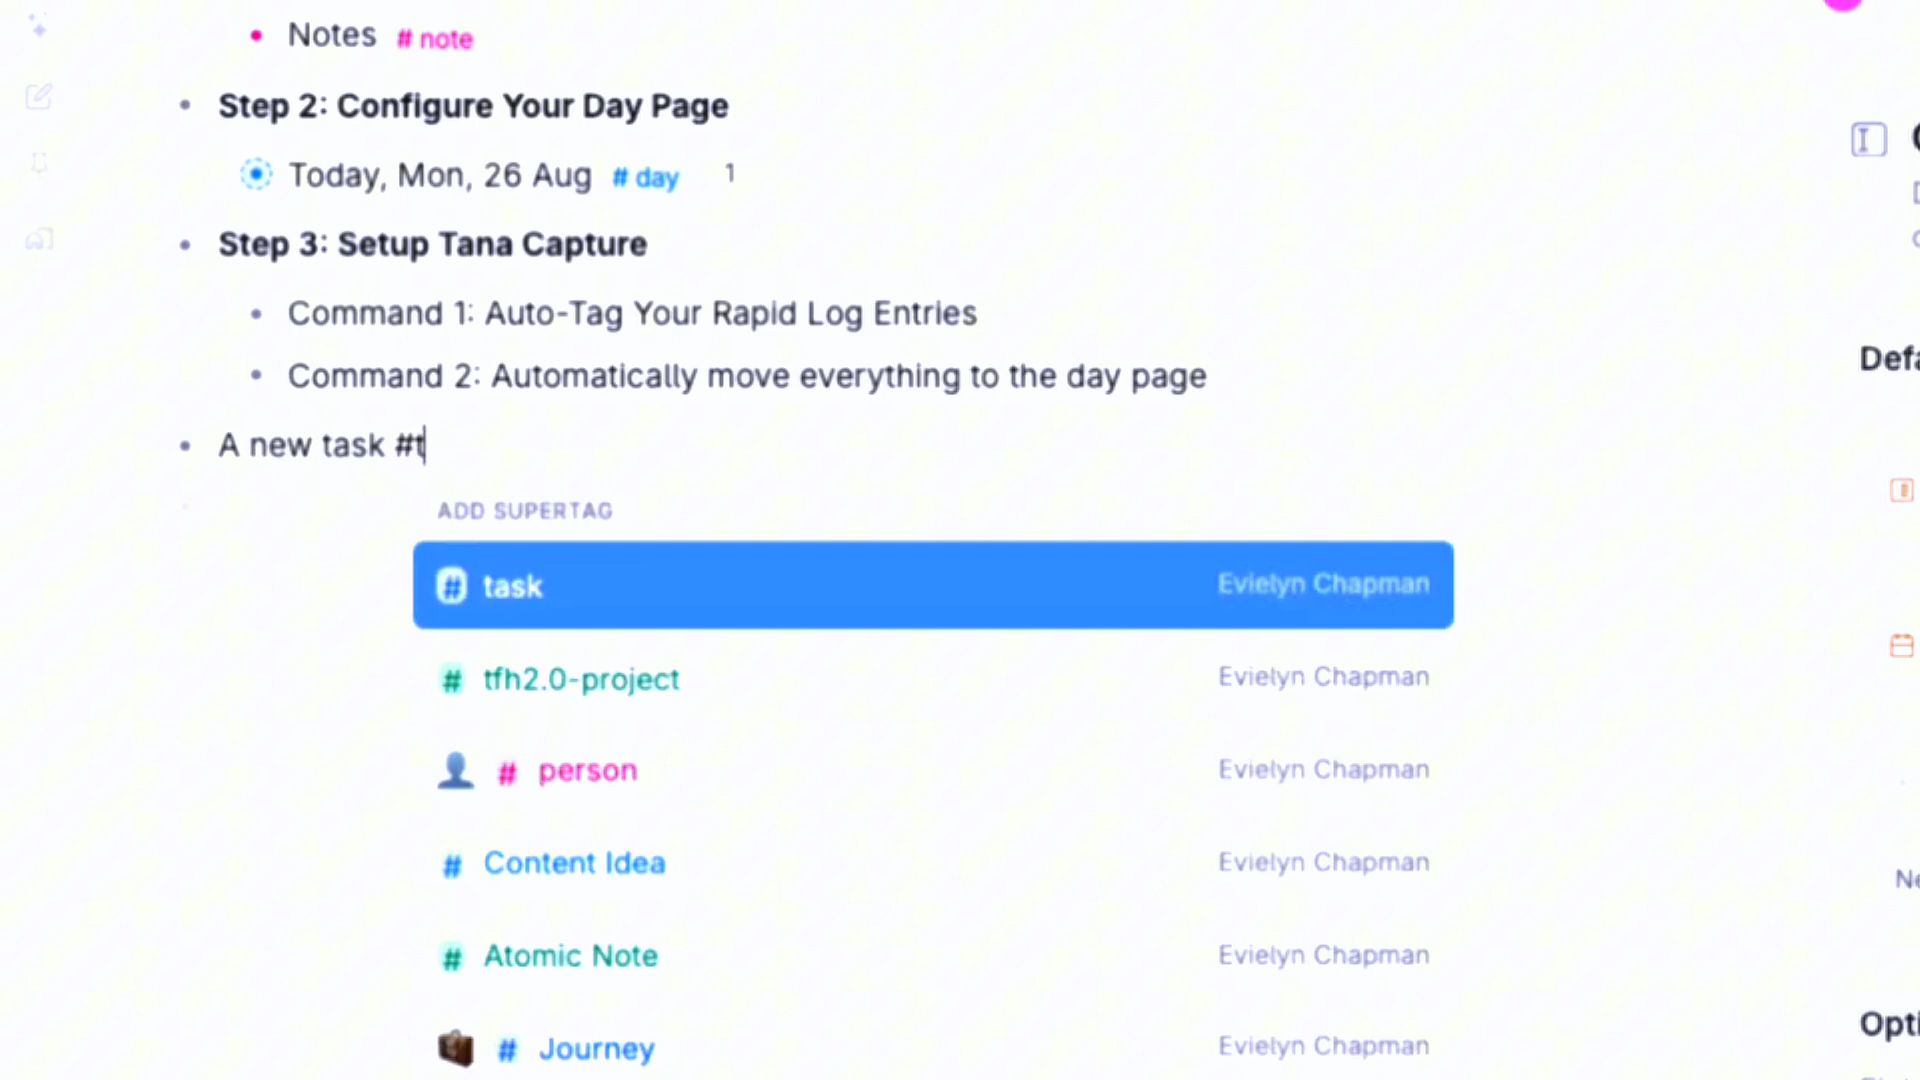 Notes # note
Step 2: Configure Your Day Page
Today, Mon, 26 Aug # day 1
Step 3: Setup Tana Capture
Command 1: Auto-Tag Your Rapid Log Entries
Command 2: Automatically move everything to the day page
A new task #t
ADD SUPERTAG
# task Evielyn Chapman
# tfh2.0-project Evielyn Chapman
# person Evielyn Chapman
# Content Idea Evielyn Chapman
# Atomic Note Evielyn Chapman
# Journey Evielyn Chapman